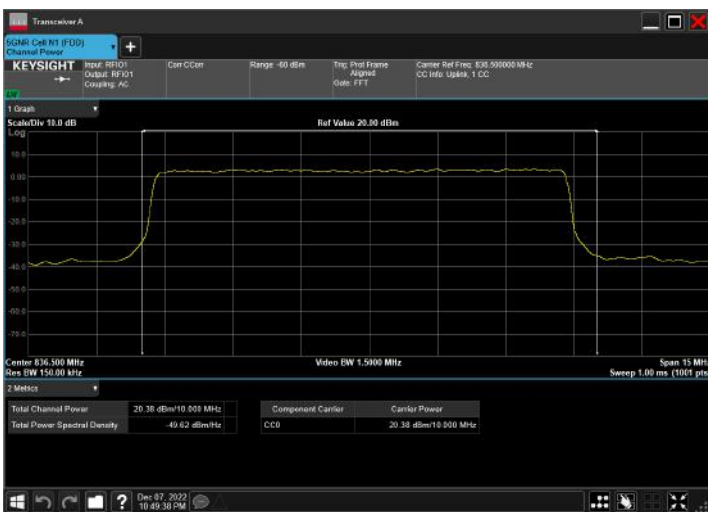 Transceiver A
5GNR Cell N1 (FDD)
Channel Power
+
KEYSIGHT
Input: RFIO1
Output: RFIO1
Coupling: AC
Corr CCorr
Range: -60 dBm
Trig: Prot Frame
Aligned
Gate: FFT
Carrier Ref Freq: 836.500000 MHz
CC Info: Uplink, 1 CC
1 Graph
Scale/Div 10.0 dB
Ref Value 20.00 dBm
Log
10.0
0.00
-10.0
-20.0
-30.0
-40.0
-50.0
-60.0
-70.0
Center 836.500 MHz
Video BW 1.5000 MHz
Span 15 MH
Res BW 150.00 kHz
Sweep 1.00 ms (1001 pts
2 Metrics
Total Channel Power 20.38 dBm/10.000 MHz
Total Power Spectral Density -49.62 dBm/Hz
Component Carrier Carrier Power
CC0 20.38 dBm/10.000 MHz
?
Dec 07, 2022
10:49:38 PM